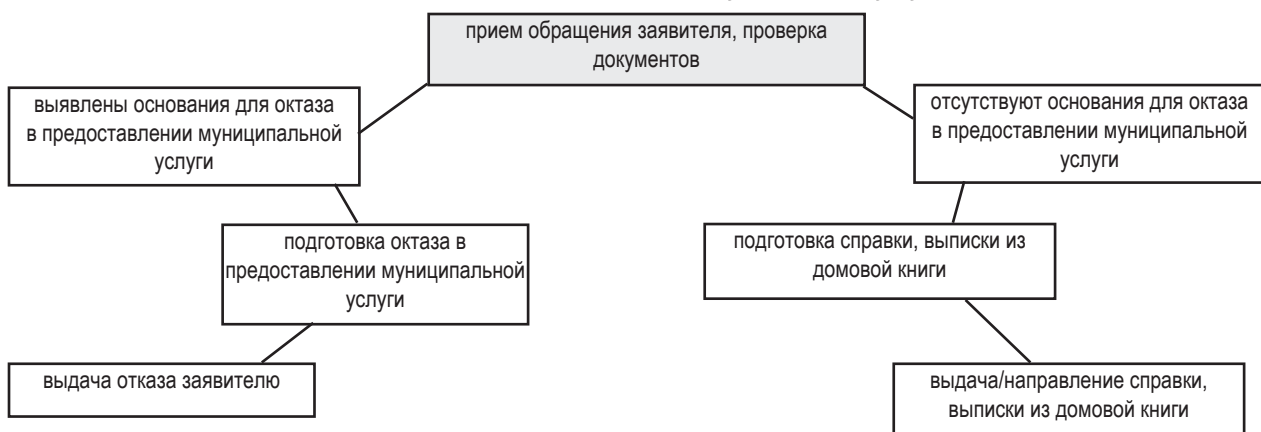 прием обращения заявителя, проверка
документов
выявлены основания для октаза
в предоставлении муниципальной
услуги
отсутствуют основания для октаза
в предоставлении муниципальной
услуги
подготовка октаза в
предоставлении муниципальной
услуги
подготовка справки, выписки из
домовой книги
выдача отказа заявителю
выдача/направление справки,
выписки из домовой книги